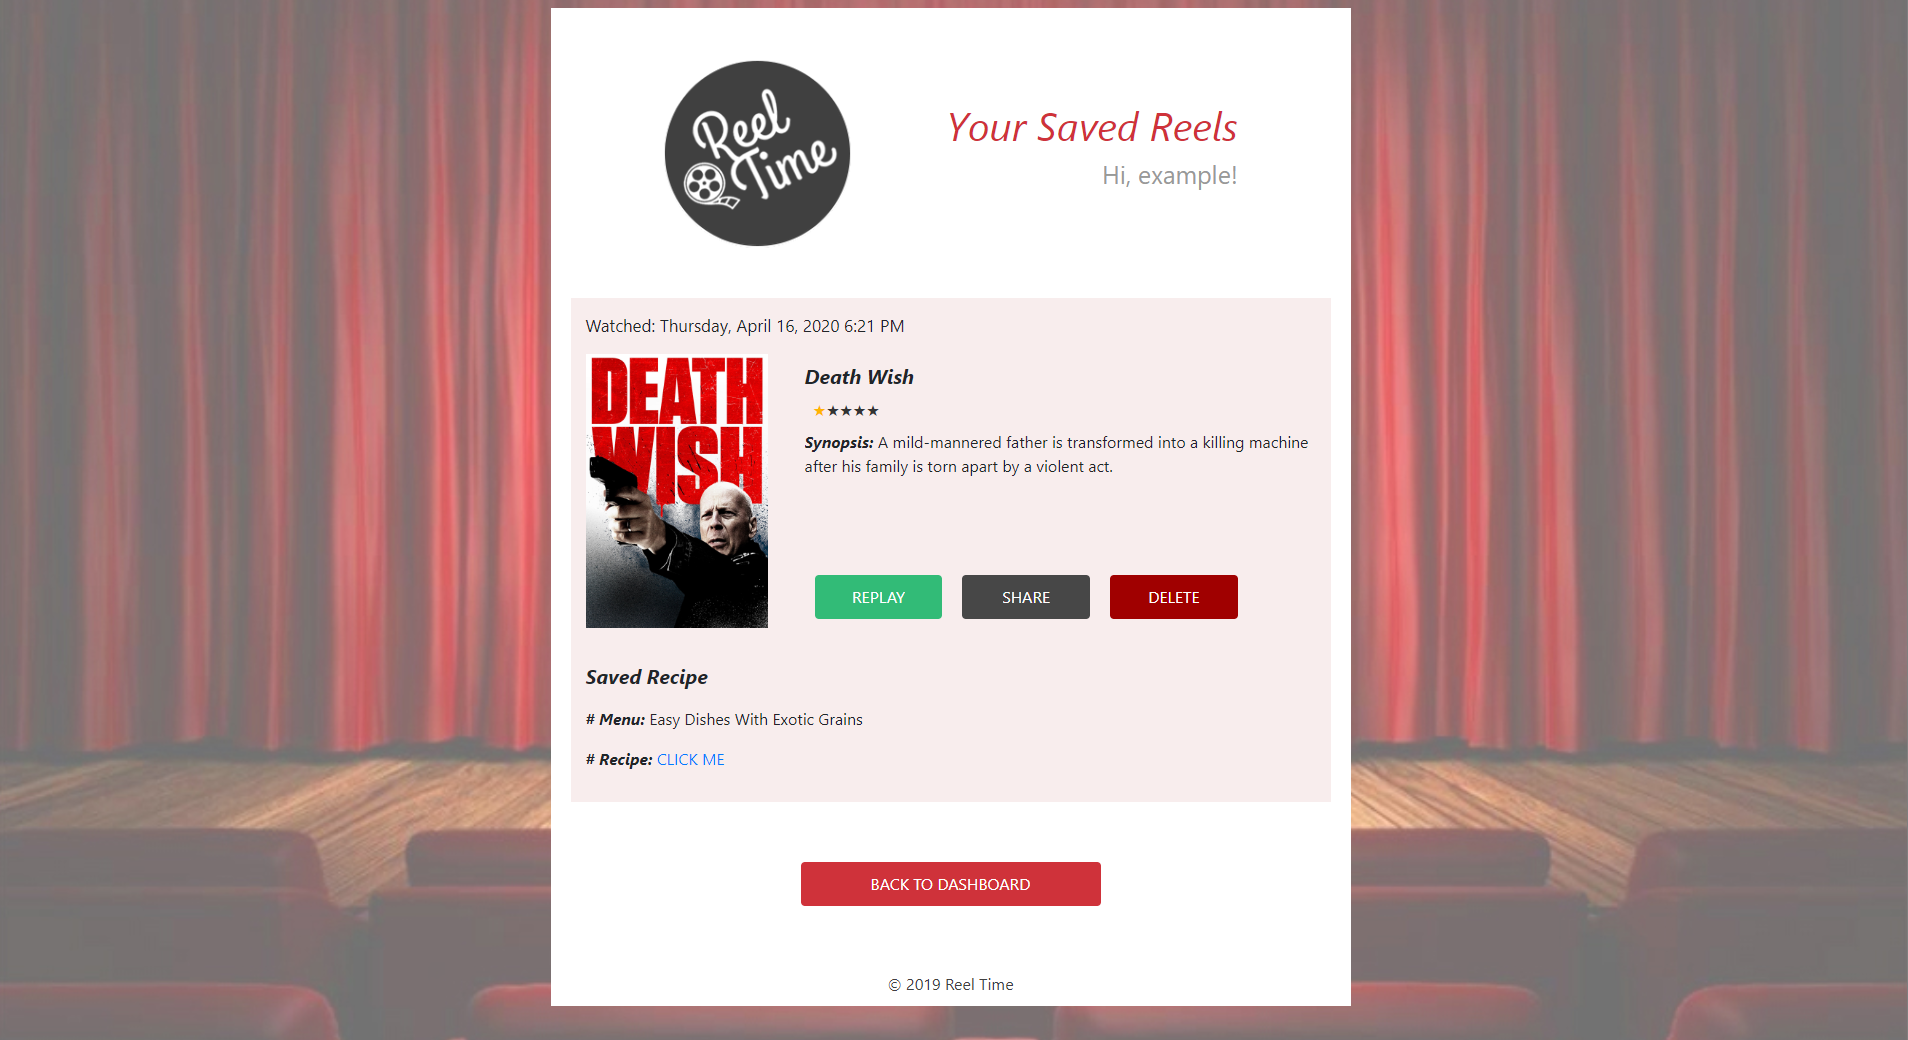 Reel
Time
Your Saved Reels
Hi, example!
Watched: Thursday, April 16, 2020 6:21 PM
DEATH
WISH
Death Wish
★★★★★
Synopsis: A mild-mannered father is transformed into a killing machine
after his family is torn apart by a violent act.
REPLAY SHARE DELETE
Saved Recipe
# Menu: Easy Dishes With Exotic Grains
# Recipe: CLICK ME
BACK TO DASHBOARD
© 2019 Reel Time